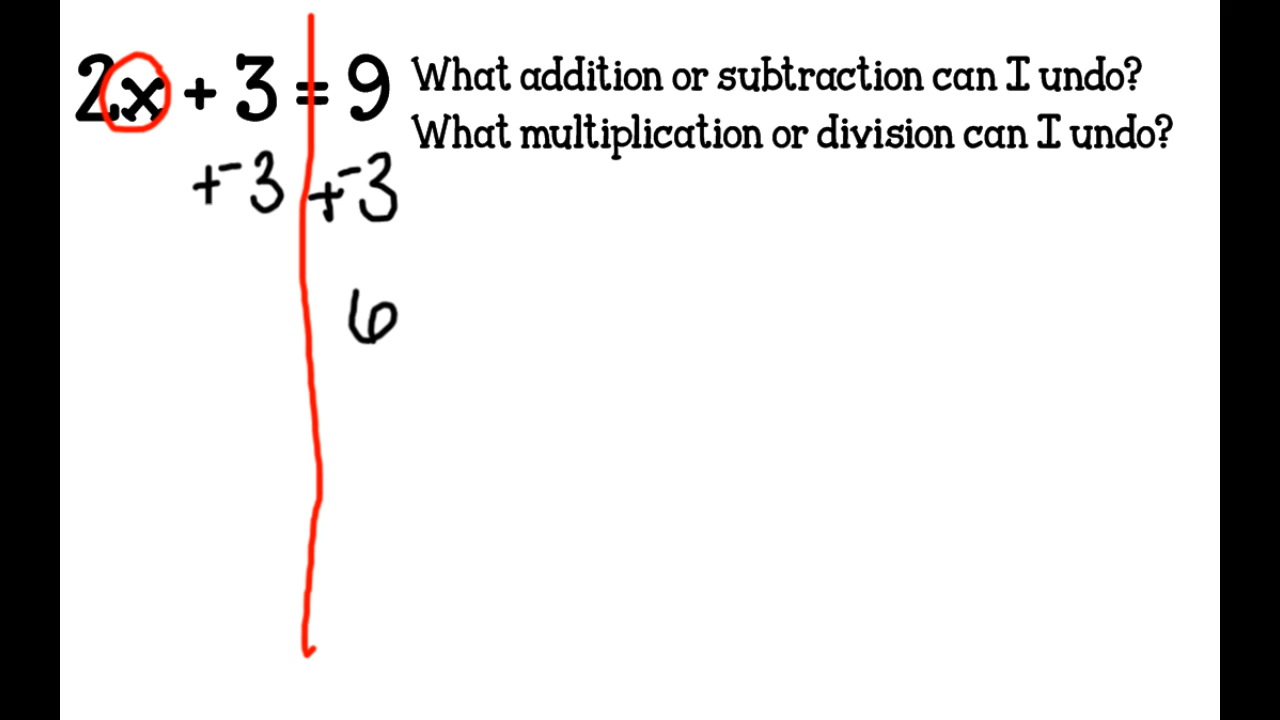 2x + 3 = 9
What addition or subtraction can I undo?
What multiplication or division can I undo?
+⁻3 +⁻3
6